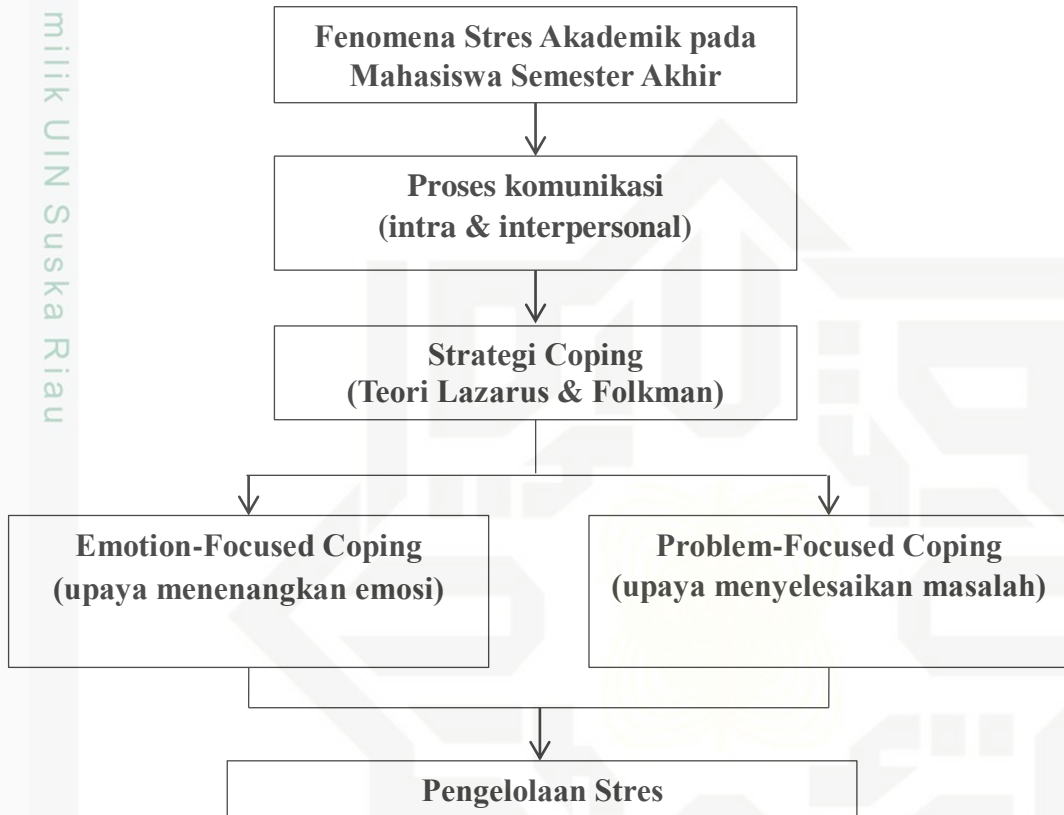 milik UIN Suska Riau
Fenomena Stres Akademik pada
Mahasiswa Semester Akhir
Proses komunikasi
(intra & interpersonal)
Strategi Coping
(Teori Lazarus & Folkman)
Emotion-Focused Coping
(upaya menenangkan emosi)
Problem-Focused Coping
(upaya menyelesaikan masalah)
Pengelolaan Stres